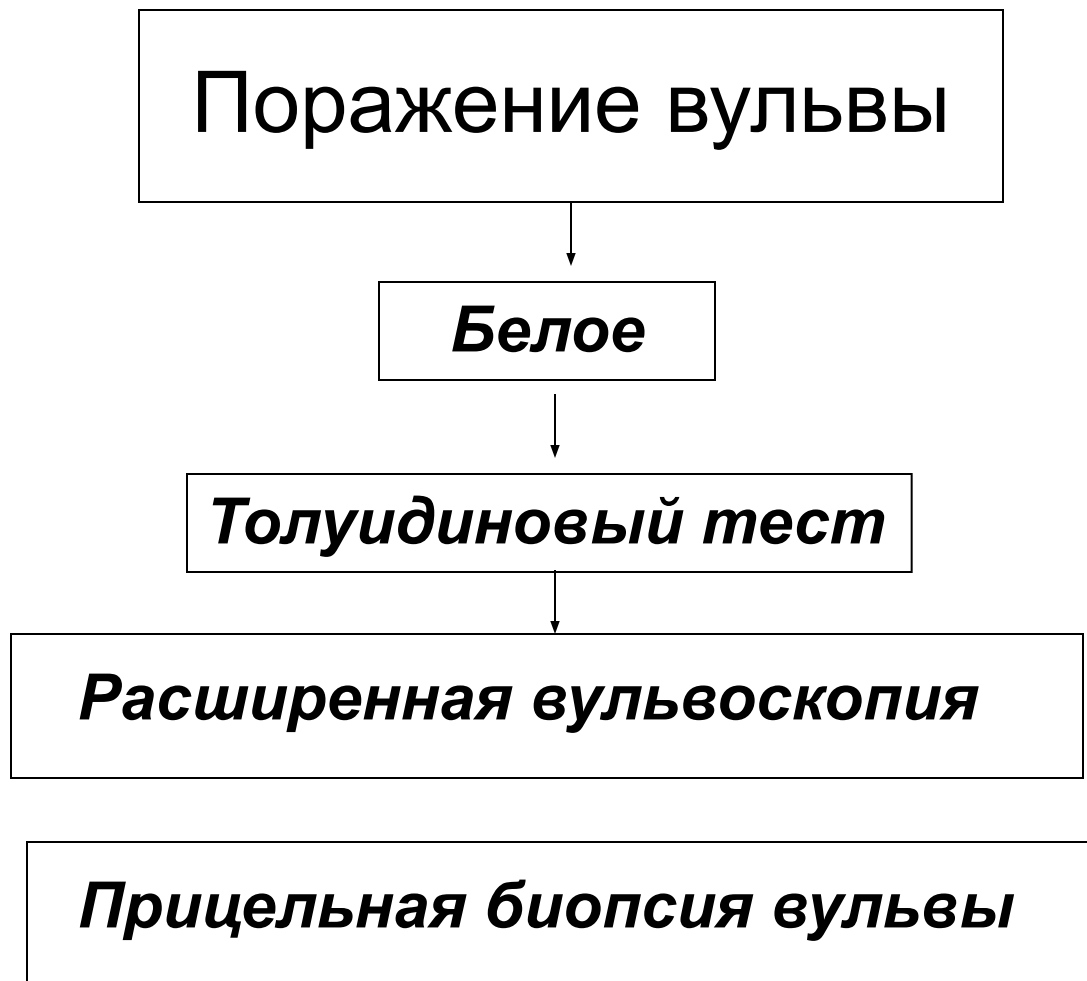 Поражение вульвы
Белое
Толуидиновый тест
Расширенная вульвоскопия
Прицельная биопсия вульвы